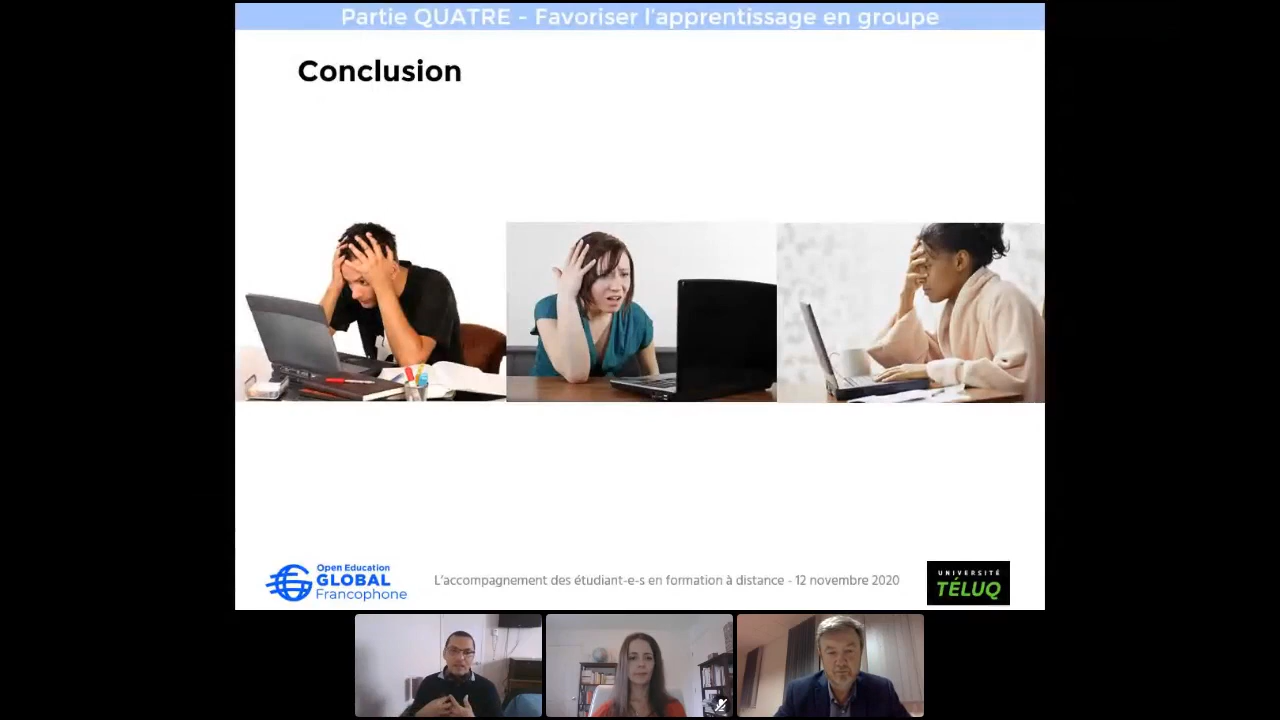 Partie QUATRE - Favoriser l'apprentissage en groupe
Conclusion
Open Education
GLOBAL
Francophone
L'accompagnement des étudiant-e-s en formation à distance - 12 novembre 2020
UNIVERSITÉ
TÉLUQ